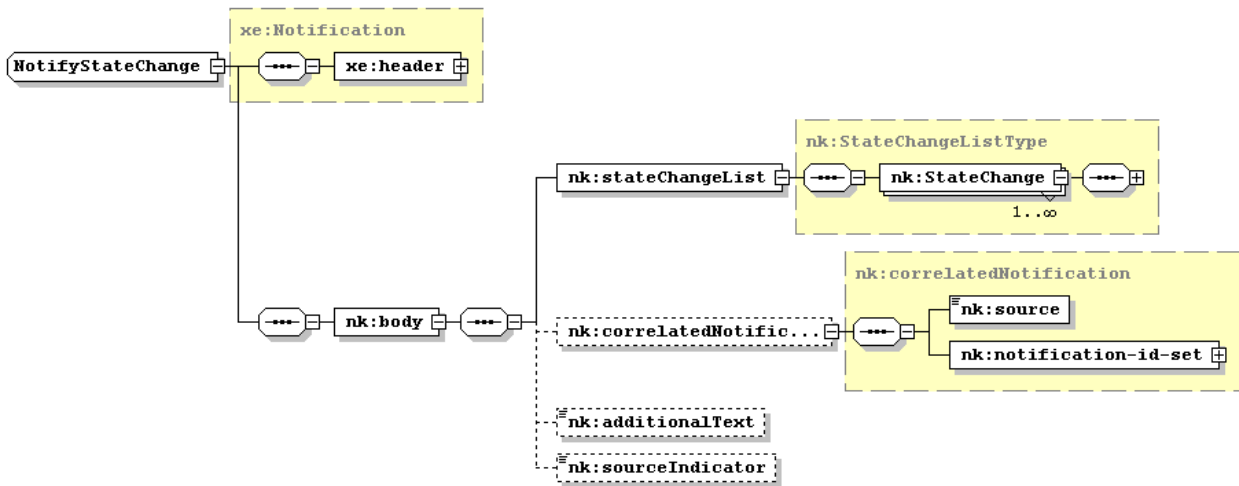 xe:Notification
NotifyStateChange
xe:header
nk:StateChangeListType
nk:stateChangeList
nk:StateChange
1..∞
nk:correlatedNotification
nk:source
nk:body
nk:correlatedNotific...
nk:notification-id-set
nk:additionalText
nk:sourceIndicator